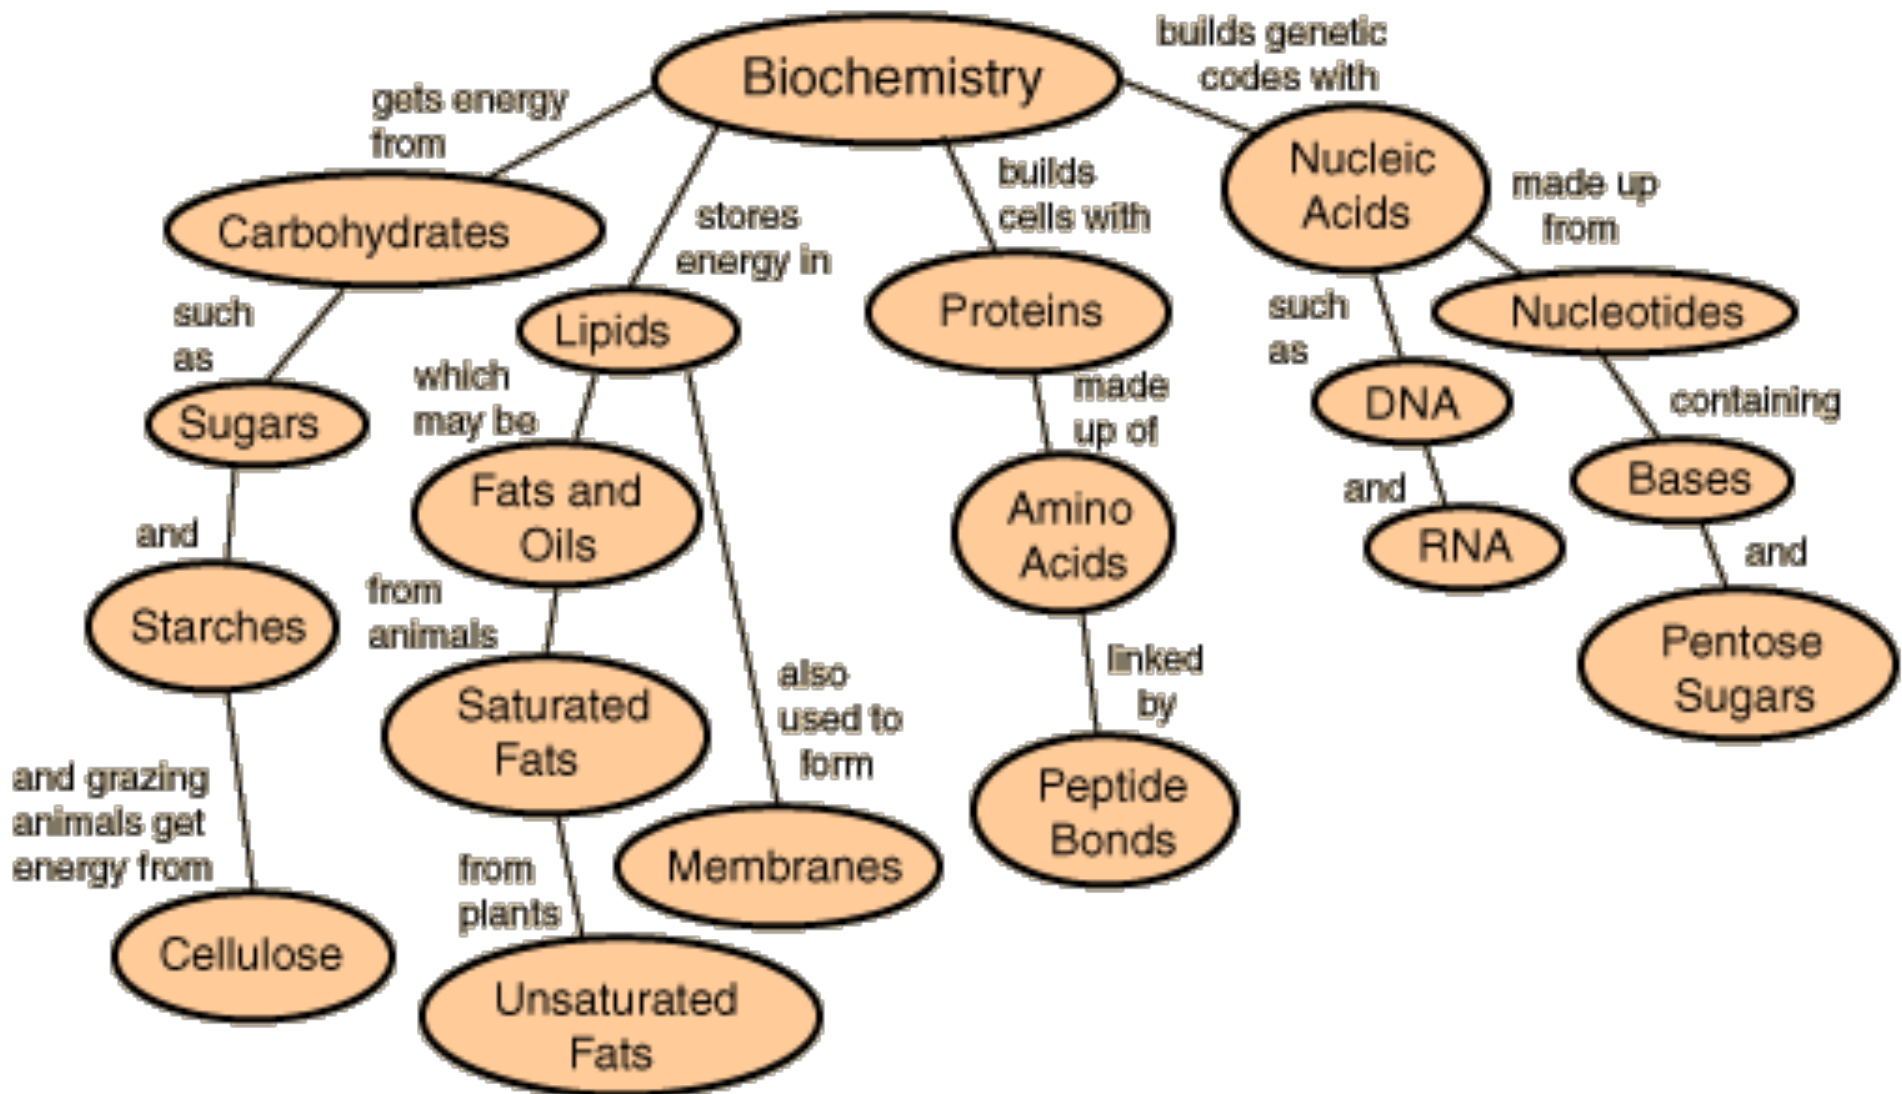 Biochemistry
builds genetic
codes with
gets energy
from
Carbohydrates
such
as
Sugars
and
Starches
and grazing
animals get
energy from
Cellulose
stores
energy in
Lipids
which
may be
Fats and
Oils
from
animals
Saturated
Fats
from
plants
Unsaturated
Fats
also
used to
form
Membranes
builds
cells with
Proteins
made
up of
Amino
Acids
linked
by
Peptide
Bonds
Nucleic
Acids
such
as
DNA
and
RNA
made up
from
Nucleotides
containing
Bases
and
Pentose
Sugars